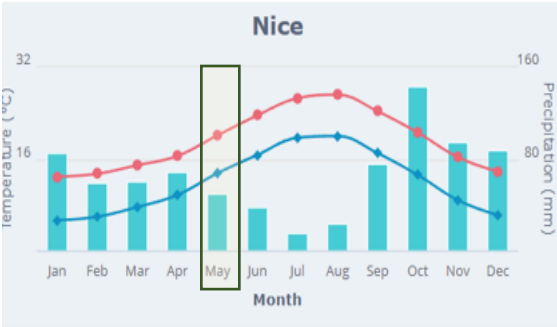 Nice
32
160
Temperature (°C)
Precipitation (mm)
16
80
Jan Feb Mar Apr May Jun Jul Aug Sep Oct Nov Dec
Month